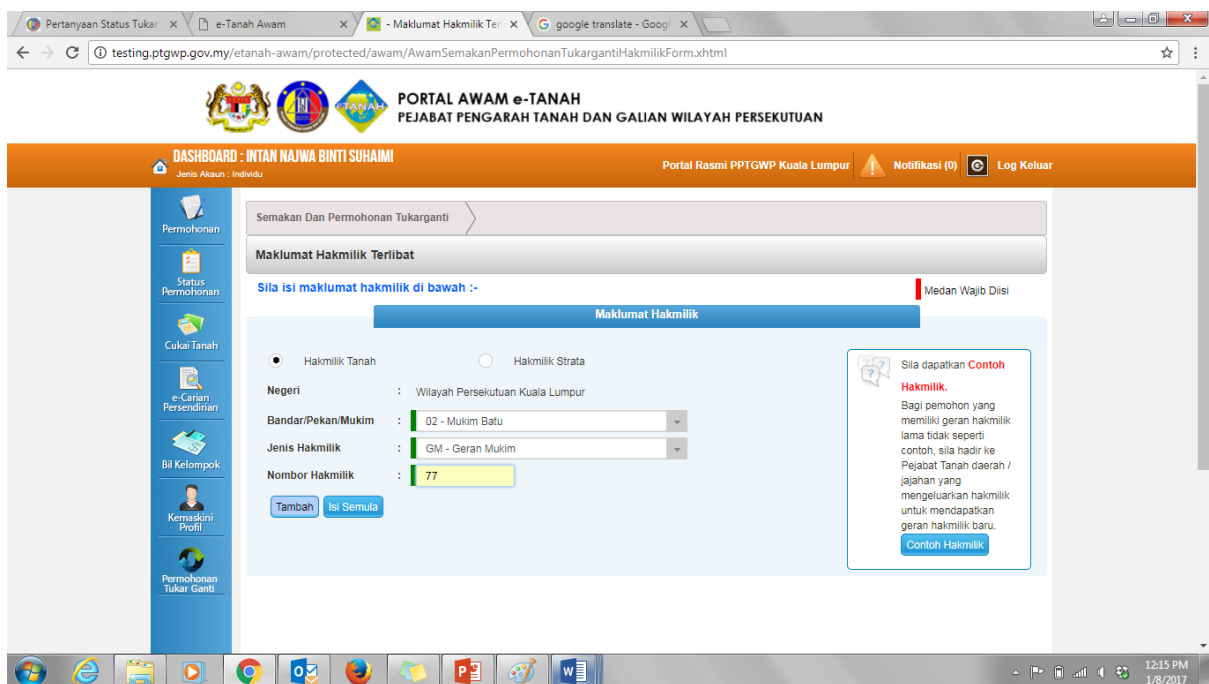 Pertanyaan Status Tukar
e-Tanah Awam
- Maklumat Hakmilik Ter
google translate - Goog
testing.ptgwp.gov.my/etanah-awam/protected/awam/AwamSemakanPermohonanTukargantiHakmilikForm.xhtml
eTANAH
PORTAL AWAM e-TANAH
PEJABAT PENGARAH TANAH DAN GALIAN WILAYAH PERSEKUTUAN
DASHBOARD : INTAN NAJWA BINTI SUHAIMI
Jenis Akaun : Individu
Portal Rasmi PPTGWP Kuala Lumpur
Notifikasi (0)
Log Keluar
Permohonan
Status
Permohonan
Cukai Tanah
e-Carian
Persendirian
Bil Kelompok
Kemaskini
Profil
Permohonan
Tukar Ganti
Semakan Dan Permohonan Tukarganti
Maklumat Hakmilik Terlibat
Sila isi maklumat hakmilik di bawah :-
Medan Wajib Diisi
Maklumat Hakmilik
Hakmilik Tanah
Hakmilik Strata
Negeri : Wilayah Persekutuan Kuala Lumpur
Bandar/Pekan/Mukim : 02 - Mukim Batu
Jenis Hakmilik : GM - Geran Mukim
Nombor Hakmilik : 77
Tambah
Isi Semula
Sila dapatkan Contoh
Hakmilik.
Bagi pemohon yang
memiliki geran hakmilik
lama tidak seperti
contoh, sila hadir ke
Pejabat Tanah daerah /
jajahan yang
mengeluarkan hakmilik
untuk mendapatkan
geran hakmilik baru.
Contoh Hakmilik
12:15 PM
1/8/2017